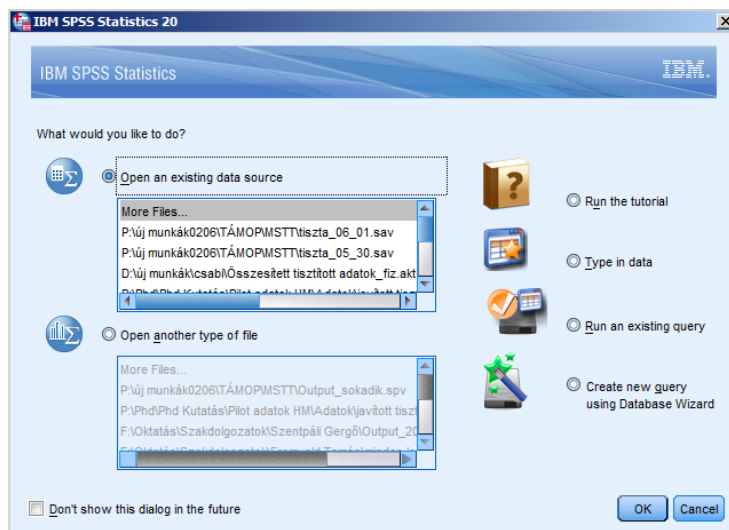 IBM SPSS Statistics 20
IBM SPSS Statistics
IBM.
What would you like to do?
Open an existing data source
More Files...
P:\új munkák0206\TÁMOP\MSTT\tiszta_06_01.sav
P:\új munkák0206\TÁMOP\MSTT\tiszta_05_30.sav
D:\új munkák\csabi\Összesített tisztított adatok_fiz.akt
Open another type of file
More Files...
P:\új munkák0206\TÁMOP\MSTT\Output_sokadik.spv
P:\Phd\Phd Kutatás\Pilot adatok HM\Adatok\javított tiszt
F:\Oktatás\Szakdolgozatok\Szentpáli Gergő\Output_20
Run the tutorial
Type in data
Run an existing query
Create new query
using Database Wizard
Don't show this dialog in the future
OK
Cancel